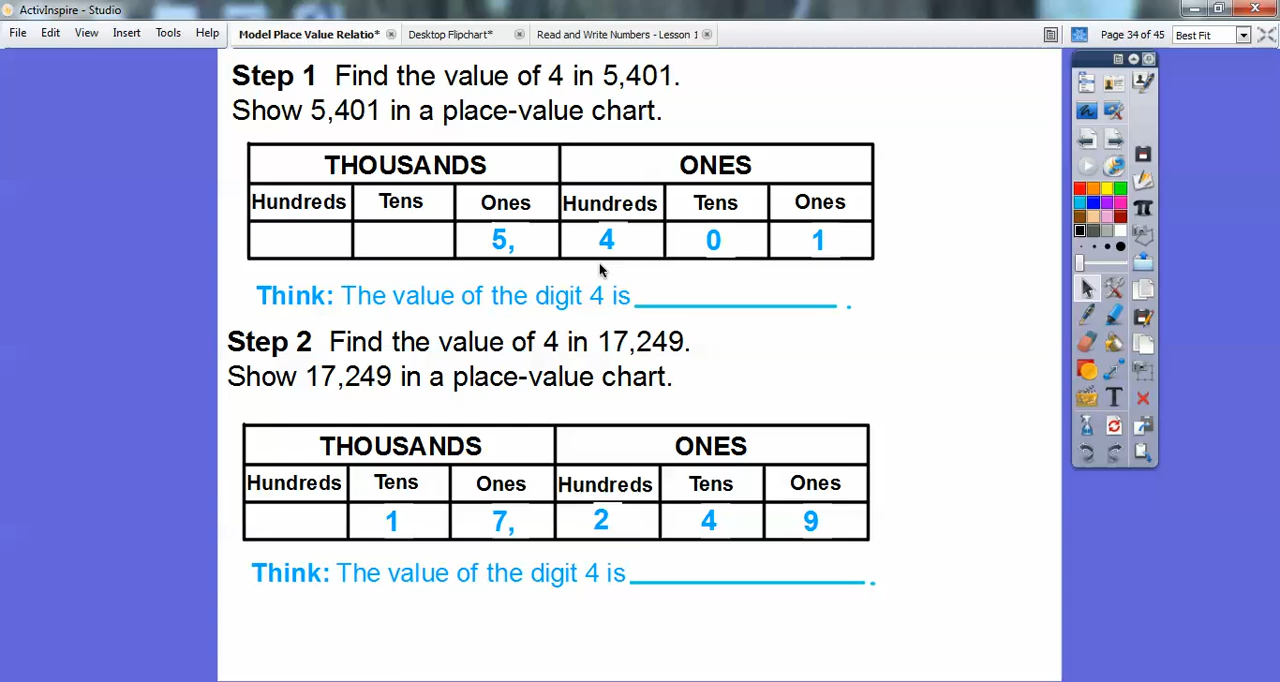 ActivInspire - Studio
File Edit View Insert Tools Help Model Place Value Relatio* Desktop Flipchart* Read and Write Numbers - Lesson 1 Page 34 of 45 Best Fit
Step 1 Find the value of 4 in 5,401.
Show 5,401 in a place-value chart.
THOUSANDS ONES
Hundreds Tens Ones Hundreds Tens Ones
5, 4 0 1
Think: The value of the digit 4 is ____________ .
Step 2 Find the value of 4 in 17,249.
Show 17,249 in a place-value chart.
THOUSANDS ONES
Hundreds Tens Ones Hundreds Tens Ones
1 7, 2 4 9
Think: The value of the digit 4 is ______________ .